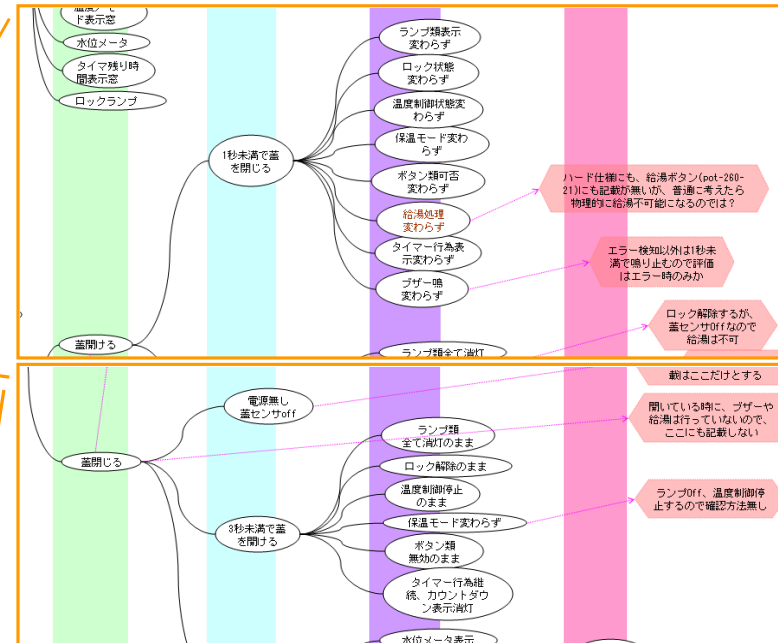 ド表示窓
水位メータ
タイマ残り時
間表示窓
ロックランプ
蓋開ける
1秒未満で蓋
を閉じる
ランプ類表示
変わらず
ロック状態
変わらず
温度制御状態変
わらず
保温モード変わ
らず
ボタン類可否
変わらず
給湯処理
変わらず
タイマー行為表
示変わらず
ブザー鳴
変わらず
ランプ類全て消灯
ハード仕様にも、給湯ボタン(pot-260-
21)にも記載が無いが、普通に考えたら
物理的に給湯不可能になるのでは？
エラー検知以外は1秒未
満で鳴り止むので評価
はエラー時のみか
ロック解除するが、
蓋センサOffなので
給湯は不可
蓋閉じる
電源無し
蓋センサoff
3秒未満で蓋
を開ける
ランプ類
全て消灯のまま
ロック解除のまま
温度制御停止
のまま
保温モード変わらず
ボタン類
無効のまま
タイマー行為継
続、カウントダウ
ン表示消灯
水位メータ表示
載はここだけとする
開いている時に、ブザーや
給湯は行っていないので、
ここにも記載しない
ランプOff、温度制御停
止するので確認方法無し